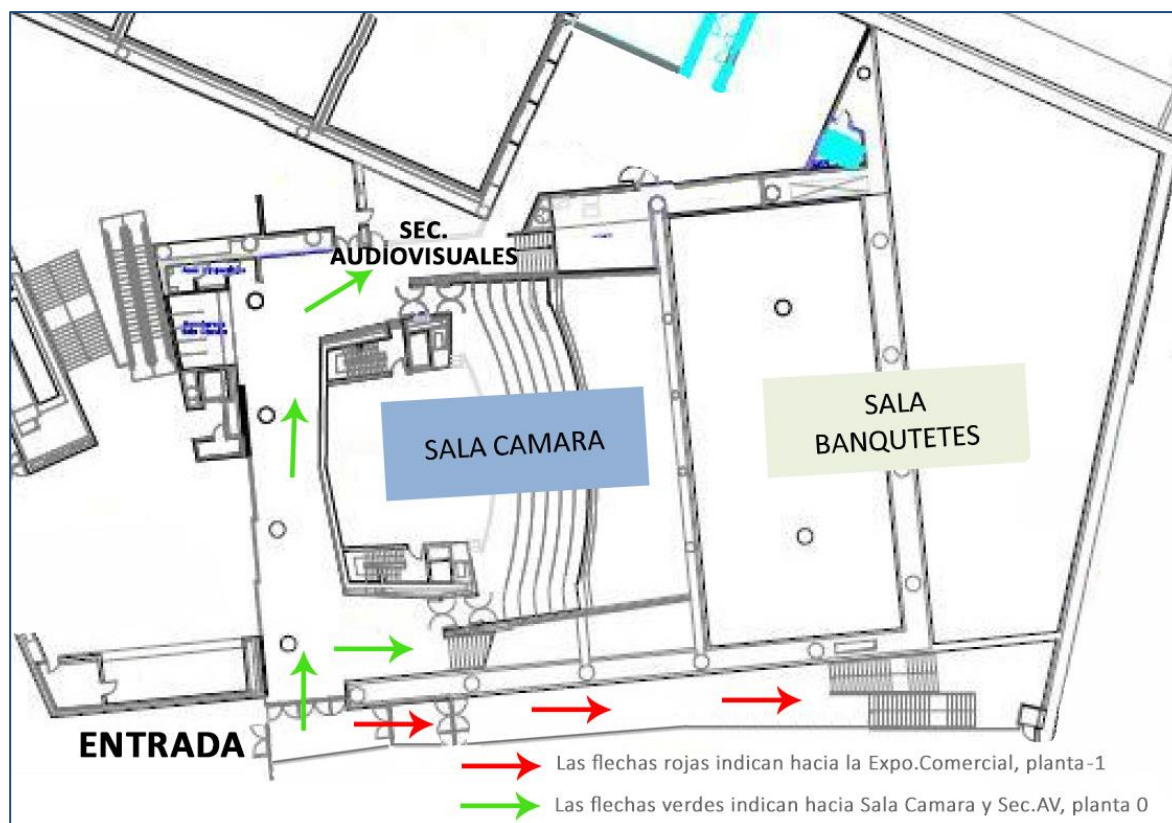 SEC.
AUDIOVISUALES
SALA CAMARA
SALA
BANQUTETES
ENTRADA
Las flechas rojas indican hacia la Expo.Comercial, planta-1
Las flechas verdes indican hacia Sala Camara y Sec.AV, planta 0